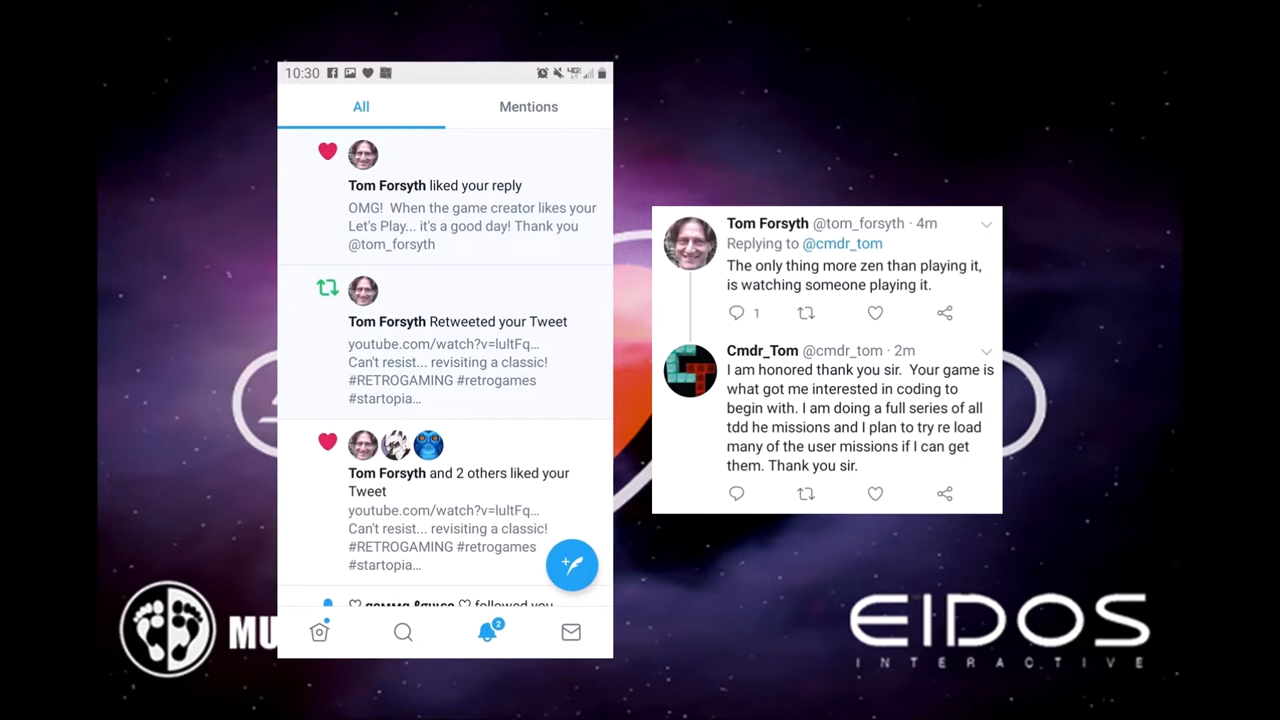 10:30
All
Mentions
Tom Forsyth liked your reply
OMG! When the game creator likes your
Let's Play... it's a good day! Thank you
@tom_forsyth
Tom Forsyth Retweeted your Tweet
youtube.com/watch?v=lultFq...
Can't resist... revisiting a classic!
#RETROGAMING #retrogames
#startopia...
Tom Forsyth and 2 others liked your
Tweet
youtube.com/watch?v=lultFq...
Can't resist... revisiting a classic!
#RETROGAMING #retrogames
#startopia...
followed you
2
Tom Forsyth @tom_forsyth · 4m
Replying to @cmdr_tom
The only thing more zen than playing it,
is watching someone playing it.
1
Cmdr_Tom @cmdr_tom · 2m
I am honored thank you sir. Your game is
what got me interested in coding to
begin with. I am doing a full series of all
tdd he missions and I plan to try re load
many of the user missions if I can get
them. Thank you sir.
MU
EIDOS
INTERACTIVE